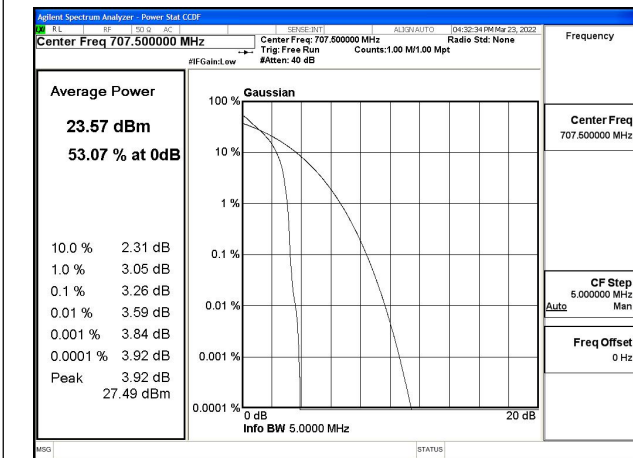 Agilent Spectrum Analyzer - Power Stat CCDF
RL RF 50 Ω AC SENSE:INT ALIGN AUTO 04:32:34 PM Mar 23, 2022
Center Freq 707.500000 MHz Center Freq: 707.500000 MHz Radio Std: None
Trig: Free Run Counts:1.00 M/1.00 Mpt
#IFGain:Low #Atten: 40 dB
Frequency
Average Power
23.57 dBm
53.07 % at 0dB
10.0 % 2.31 dB
1.0 % 3.05 dB
0.1 % 3.26 dB
0.01 % 3.59 dB
0.001 % 3.84 dB
0.0001 % 3.92 dB
Peak 3.92 dB
27.49 dBm
Gaussian
100 %
10 %
1 %
0.1 %
0.01 %
0.001 %
0.0001 %
0 dB 20 dB
Info BW 5.0000 MHz
Center Freq
707.500000 MHz
CF Step
5.000000 MHz
Auto Man
Freq Offset
0 Hz
MSG STATUS